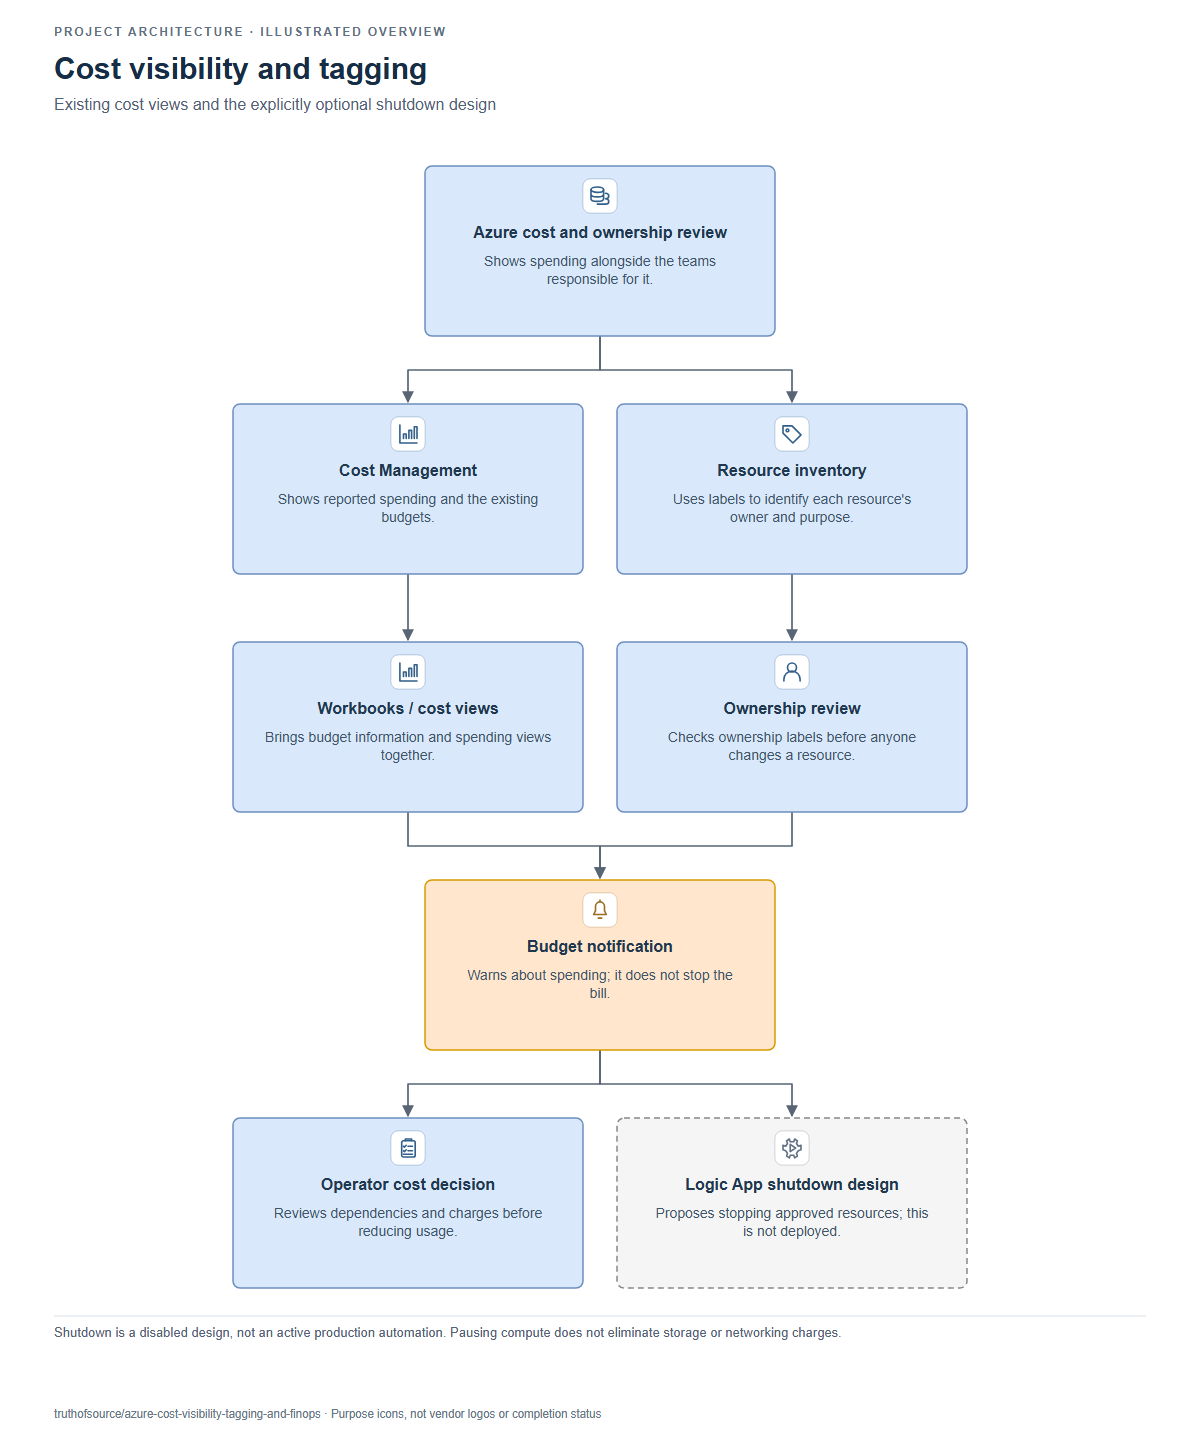 PROJECT ARCHITECTURE · ILLUSTRATED OVERVIEW
Cost visibility and tagging
Existing cost views and the explicitly optional shutdown design
Azure cost and ownership review
Shows spending alongside the teams
responsible for it.
Cost Management
Shows reported spending and the existing
budgets.
Resource inventory
Uses labels to identify each resource's
owner and purpose.
Workbooks / cost views
Brings budget information and spending views
together.
Ownership review
Checks ownership labels before anyone
changes a resource.
Budget notification
Warns about spending; it does not stop the
bill.
Operator cost decision
Reviews dependencies and charges before
reducing usage.
Logic App shutdown design
Proposes stopping approved resources; this
is not deployed.
Shutdown is a disabled design, not an active production automation. Pausing compute does not eliminate storage or networking charges.
truthofsource/azure-cost-visibility-tagging-and-finops · Purpose icons, not vendor logos or completion status